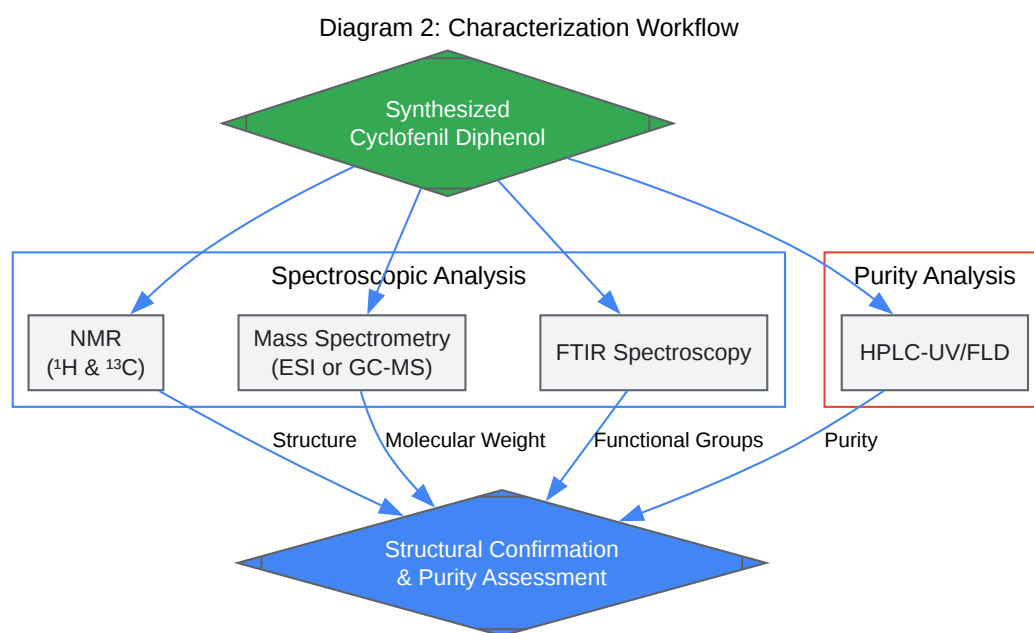 Diagram 2: Characterization Workflow
Synthesized
Cyclofenil Diphenol
Spectroscopic Analysis
Purity Analysis
NMR
(¹H & ¹³C)
Mass Spectrometry
(ESI or GC-MS)
FTIR Spectroscopy
HPLC-UV/FLD
Structure
Molecular Weight
Functional Groups
Purity
Structural Confirmation
& Purity Assessment